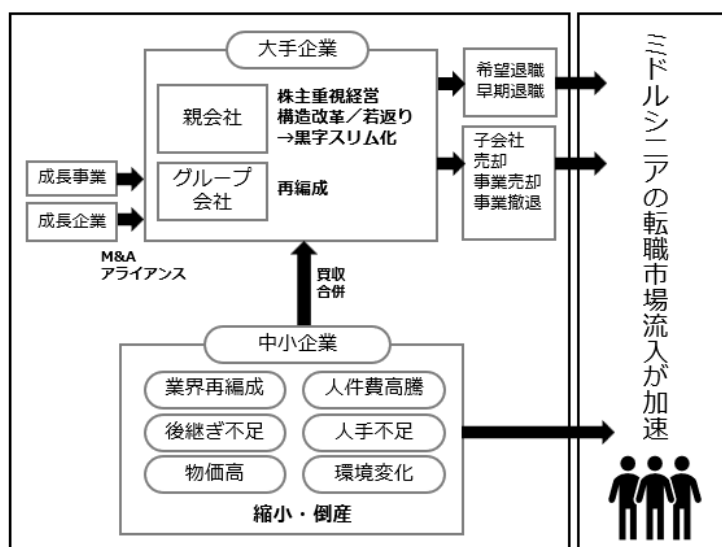 大手企業
親会社
株主重視経営
構造改革／若返り
→黒字スリム化
グループ
会社
再編成
成長事業
成長企業
M&A
アライアンス
希望退職
早期退職
子会社
売却
事業売却
事業撤退
買収
合併
中小企業
業界再編成
人件費高騰
後継ぎ不足
人手不足
物価高
環境変化
縮小・倒産
ミドルシニアの転職市場流入が加速